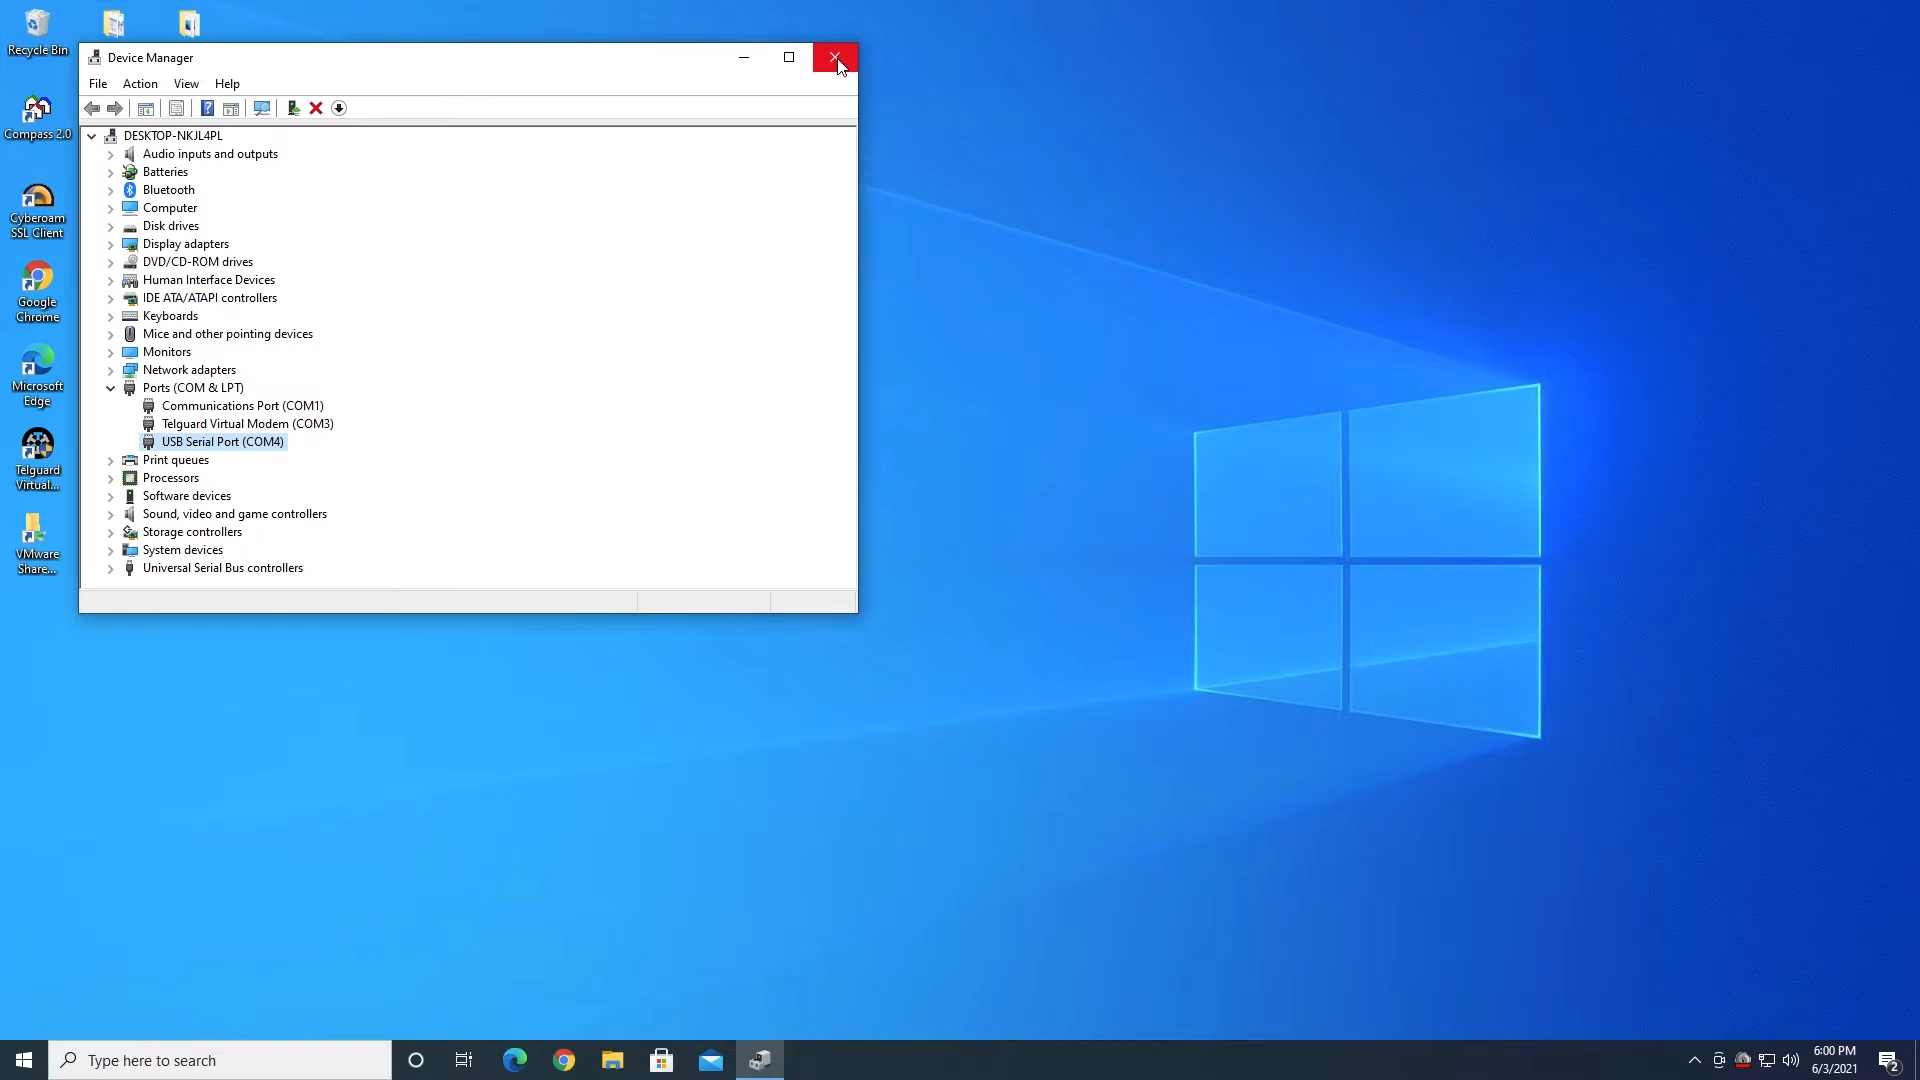 Recycle Bin
Compass 2.0
Cyberoam
SSL Client
Google
Chrome
Microsoft
Edge
Telguard
Virtual...
VMware
Share...
Device Manager
File Action View Help
DESKTOP-NKJL4PL
Audio inputs and outputs
Batteries
Bluetooth
Computer
Disk drives
Display adapters
DVD/CD-ROM drives
Human Interface Devices
IDE ATA/ATAPI controllers
Keyboards
Mice and other pointing devices
Monitors
Network adapters
Ports (COM & LPT)
Communications Port (COM1)
Telguard Virtual Modem (COM3)
USB Serial Port (COM4)
Print queues
Processors
Software devices
Sound, video and game controllers
Storage controllers
System devices
Universal Serial Bus controllers
Type here to search
6:00 PM
6/3/2021
2